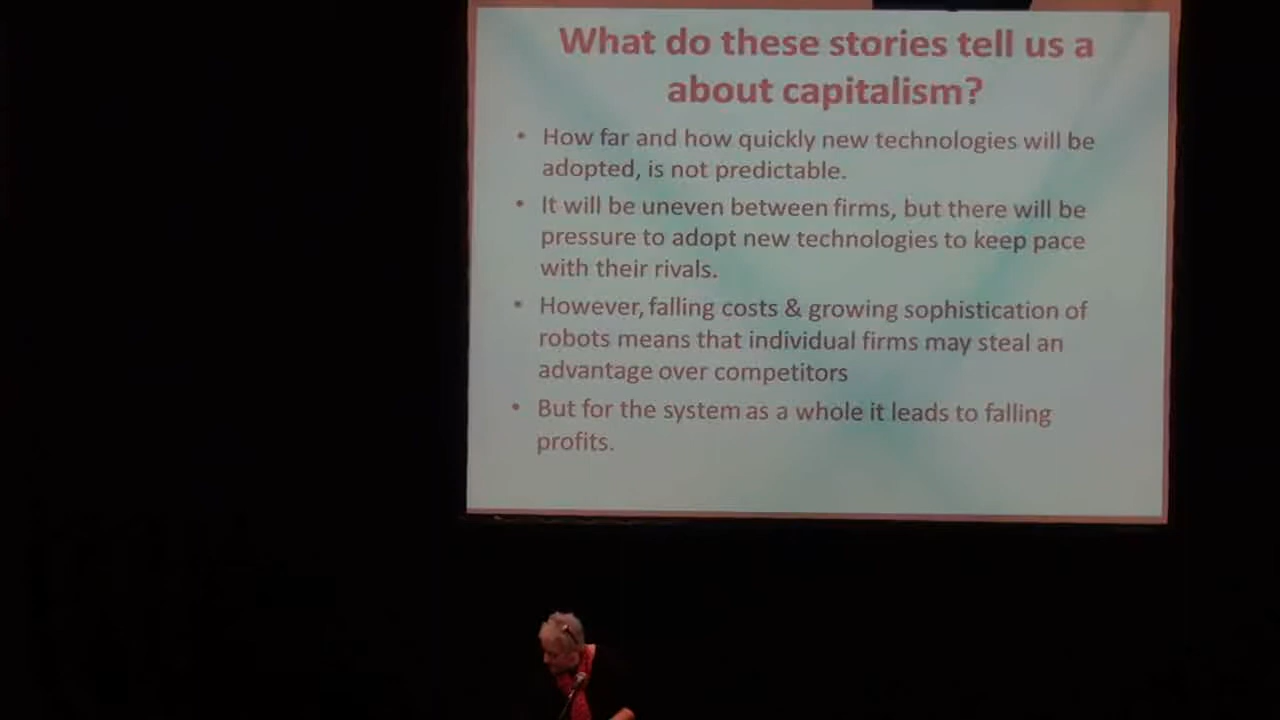 What do these stories tell us a
about capitalism?
• How far and how quickly new technologies will be
adopted, is not predictable.
• It will be uneven between firms, but there will be
pressure to adopt new technologies to keep pace
with their rivals.
• However, falling costs & growing sophistication of
robots means that individual firms may steal an
advantage over competitors
• But for the system as a whole it leads to falling
profits.